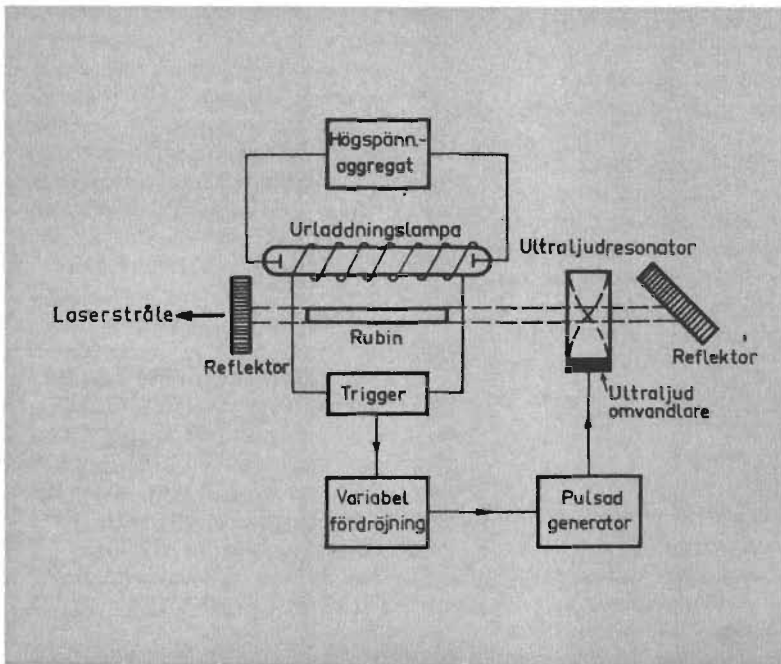 Högspänn.-
aggregat
Urladdningslampa
Ultraljudresonator
Laserstråle
Rubin
Reflektor
Reflektor
Ultraljud
omvandlare
Trigger
Variabel
fördröjning
Pulsad
generator